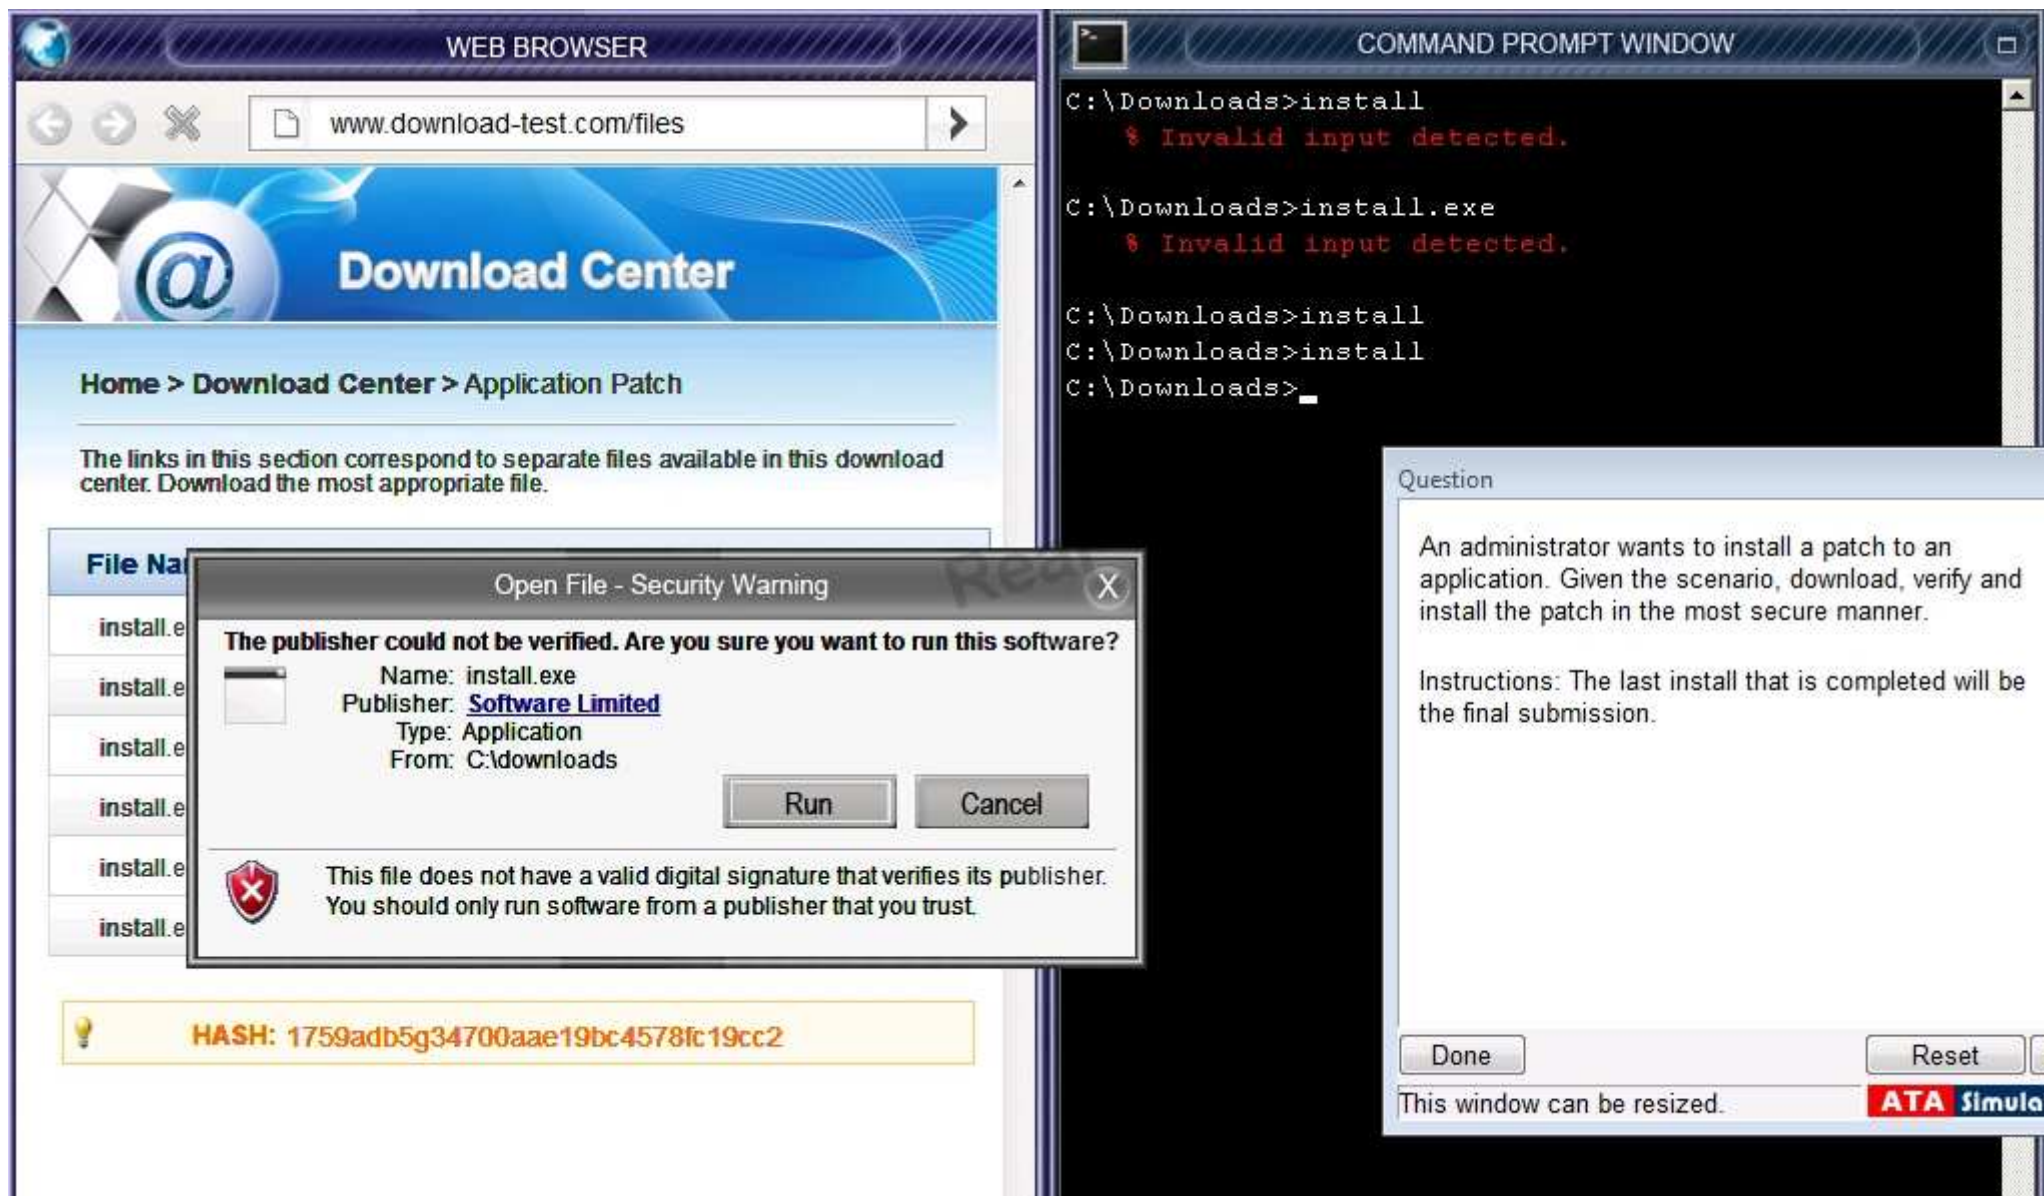 WEB BROWSER
www.download-test.com/files
Download Center
Home > Download Center > Application Patch
The links in this section correspond to separate files available in this download
center. Download the most appropriate file.
File Na
install.e
install.e
install.e
install.e
install.e
install.e
Open File - Security Warning
X
The publisher could not be verified. Are you sure you want to run this software?
Name: install.exe
Publisher: Software Limited
Type: Application
From: C:\downloads
Run Cancel
This file does not have a valid digital signature that verifies its publisher.
You should only run software from a publisher that you trust.
HASH: 1759adb5g34700aae19bc4578fc19cc2
COMMAND PROMPT WINDOW
C:\Downloads>install
% Invalid input detected.
C:\Downloads>install.exe
% Invalid input detected.
C:\Downloads>install
C:\Downloads>install
C:\Downloads>
Question
An administrator wants to install a patch to an
application. Given the scenario, download, verify and
install the patch in the most secure manner.
Instructions: The last install that is completed will be
the final submission.
Done Reset
This window can be resized.
ATA Simula